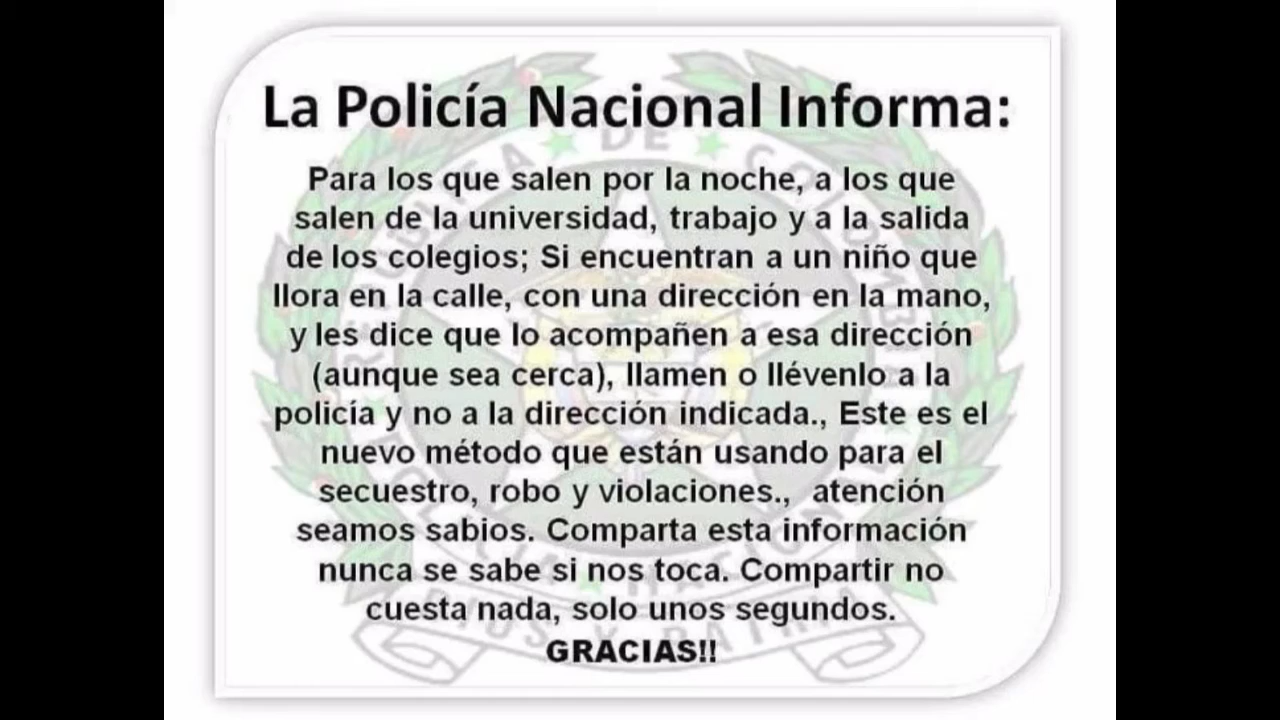 La Policía Nacional Informa:
Para los que salen por la noche, a los que
salen de la universidad, trabajo y a la salida
de los colegios; Si encuentran a un niño que
llora en la calle, con una dirección en la mano,
y les dice que lo acompañen a esa dirección
(aunque sea cerca), llamen o llévenlo a la
policía y no a la dirección indicada., Este es el
nuevo método que están usando para el
secuestro, robo y violaciones.,  atención
seamos sabios. Comparta esta información
nunca se sabe si nos toca. Compartir no
cuesta nada, solo unos segundos.
GRACIAS!!